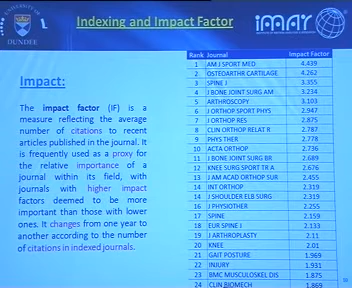 UNIVERSITY OF
DUNDEE
Indexing and Impact Factor
imar
Impact:
The impact factor (IF) is a
measure reflecting the average
number of citations to recent
articles published in the journal. It
is frequently used as a proxy for
the relative importance of a
journal within its field, with
journals with higher impact
factors deemed to be more
important than those with lower
ones. It changes from one year to
another according to the number
of citations in indexed journals.
Rank Journal Impact Factor
1 AM J SPORT MED 4.439
2 OSTEOARTHR CARTILAGE 4.262
3 SPINE J 3.355
4 J BONE JOINT SURG AM 3.234
5 ARTHROSCOPY 3.103
6 J ORTHOP SPORT PHYS 2.947
7 J ORTHOP RES 2.875
8 CLIN ORTHOP RELAT R 2.787
9 PHYS THER 2.778
10 ACTA ORTHOP 2.736
11 J BONE JOINT SURG BR 2.689
12 KNEE SURG SPORT TR A 2.676
13 J AM ACAD ORTHOP SUR 2.455
14 INT ORTHOP 2.319
14 J SHOULDER ELB SURG 2.319
16 J PHYSIOTHER 2.255
17 SPINE 2.159
18 EUR SPINE J 2.133
19 J ARTHROPLASTY 2.11
20 KNEE 2.01
21 GAIT POSTURE 1.969
22 INJURY 1.931
23 BMC MUSCULOSKEL DIS 1.875
24 CLIN BIOMECH 1.869